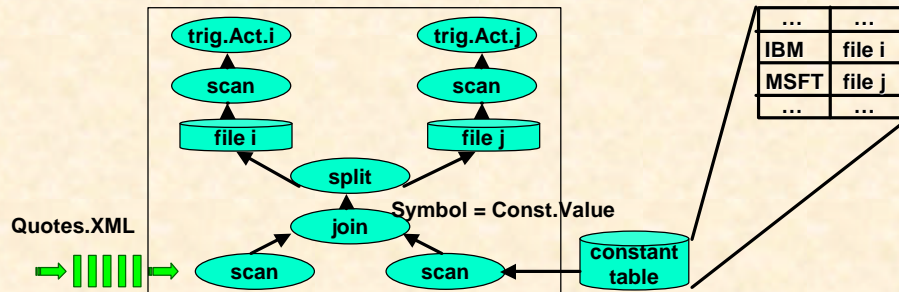 trig.Act.i trig.Act.j
scan scan
file i file j
split
Symbol = Const.Value
join
Quotes.XML
scan scan
constant
table
... ...
IBM file i
MSFT file j
... ...